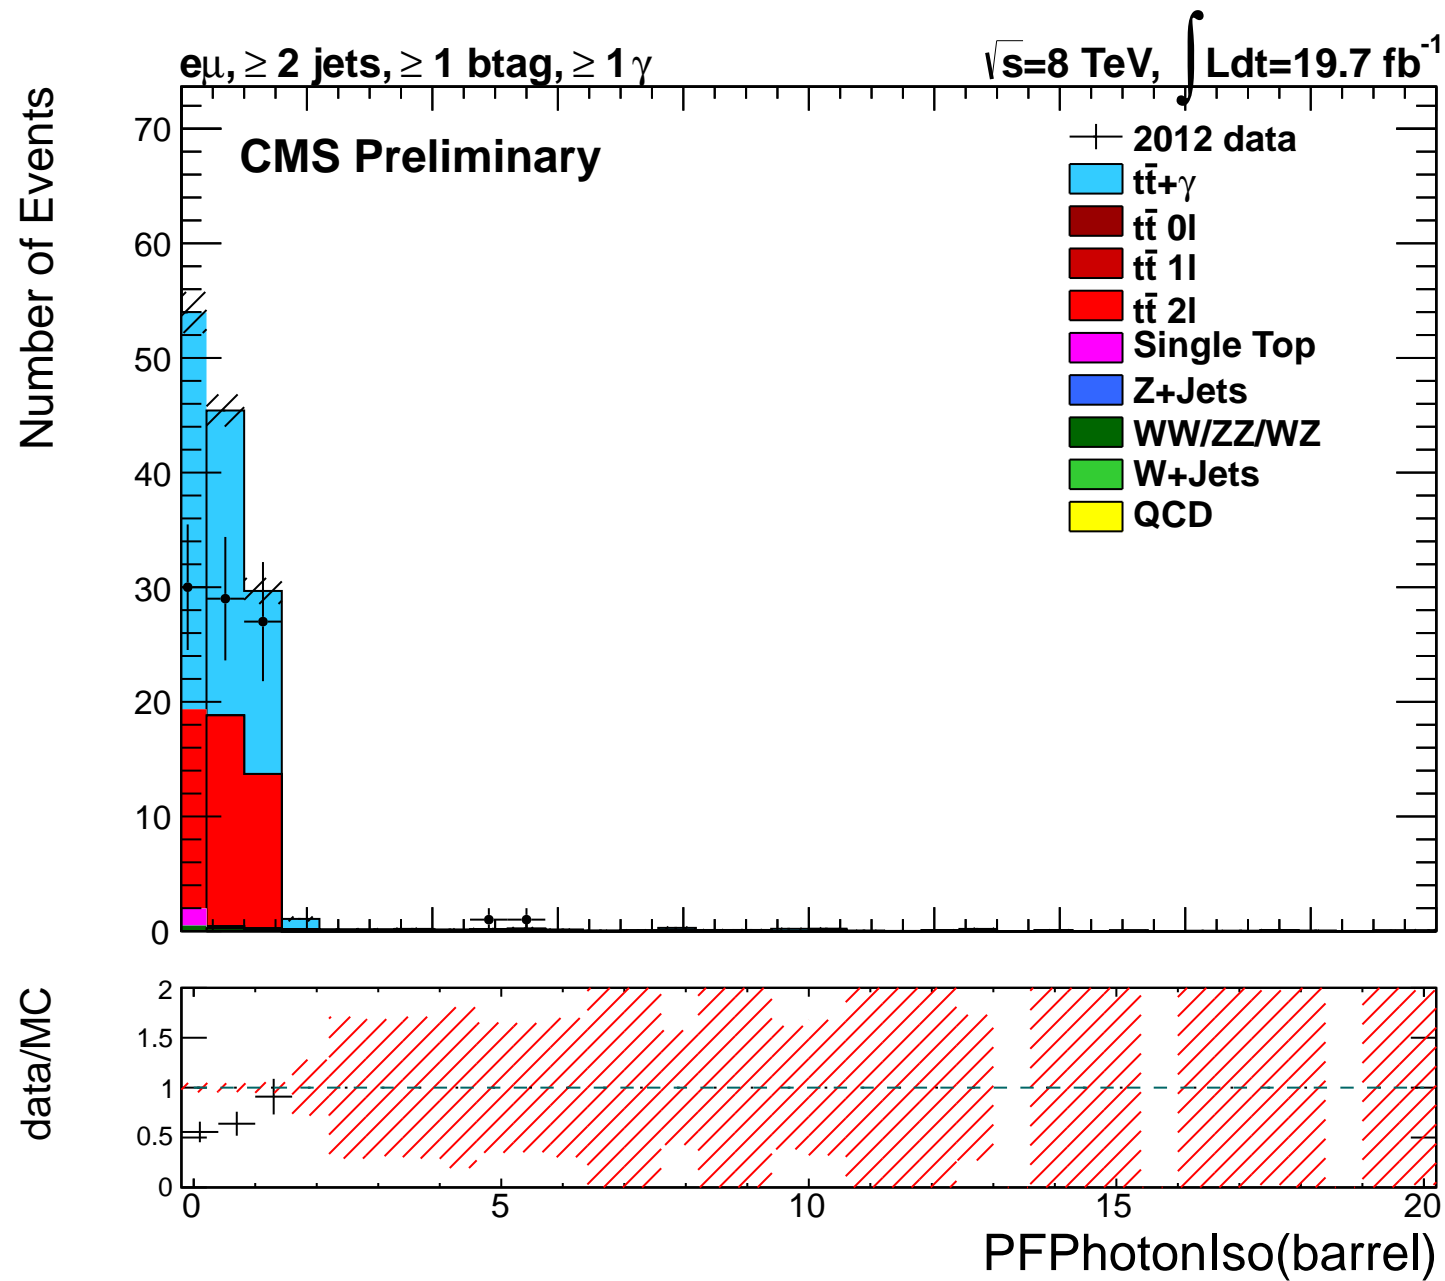 eμ, ≥ 2 jets, ≥ 1 btag, ≥ 1 γ
√s=8 TeV, ∫Ldt=19.7 fb⁻¹
CMS Preliminary
Number of Events
70
60
50
40
30
20
10
0
2012 data
tt̄+γ
tt̄ 0l
tt̄ 1l
tt̄ 2l
Single Top
Z+Jets
WW/ZZ/WZ
W+Jets
QCD
data/MC
2
1.5
1
0.5
0
0 5 10 15 20
PFPhotonIso(barrel)